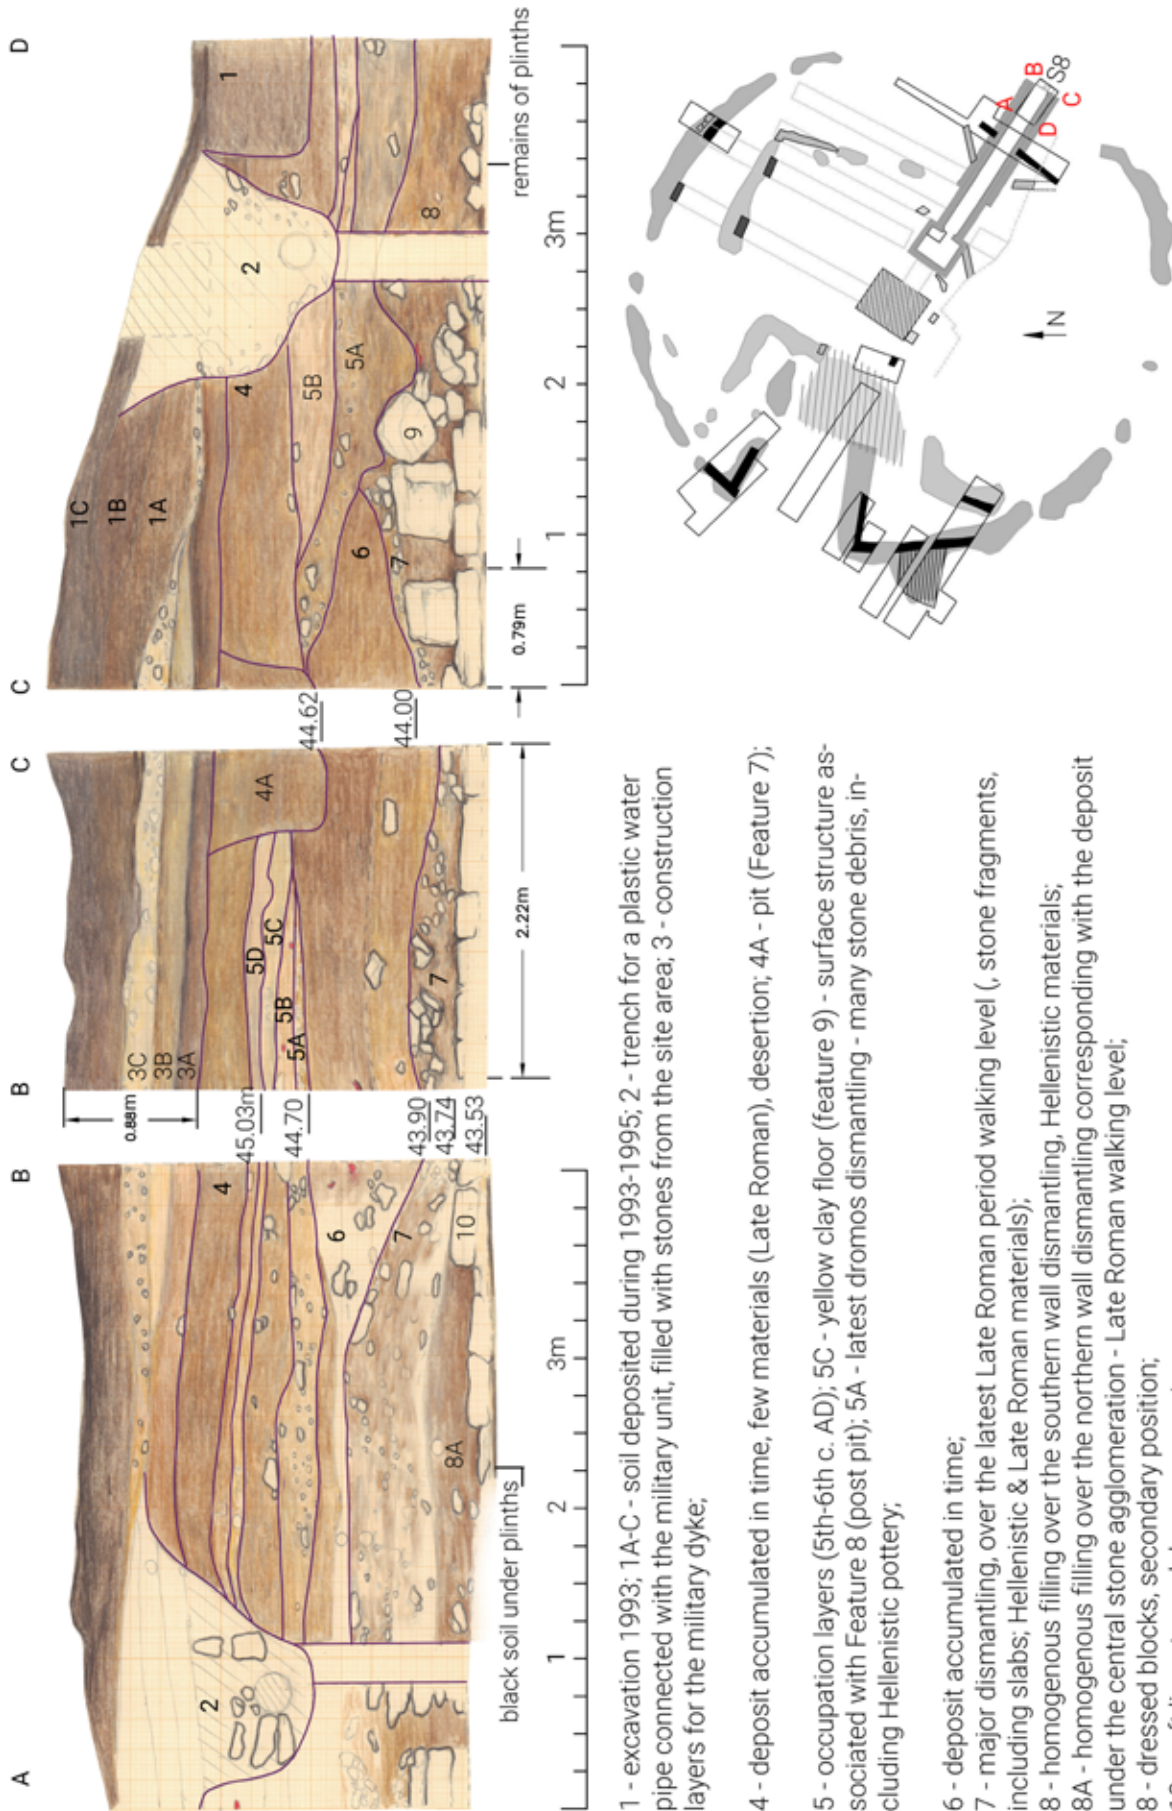 A
B
B
C
C
D
2
4
6
7
8A
10
1
2
3m
black soil under plinths
0.88m
45.03m
44.70
43.90
43.74
43.53
3C
3B
3A
5D
5C
5B
5A
4A
7
2.22m
44.62
44.00
0.79m
1C
1B
1A
4
2
1
5B
5A
6
7
9
8
1
2
3m
remains of plinths
A
B
S8
C
D
N
1 - excavation 1993; 1A-C - soil deposited during 1993-1995; 2 - trench for a plastic water
pipe connected with the military unit, filled with stones from the site area; 3 - construction
layers for the military dyke;
4 - deposit accumulated in time, few materials (Late Roman), desertion; 4A - pit (Feature 7);
5 - occupation layers (5th-6th c. AD); 5C - yellow clay floor (feature 9) - surface structure as-
sociated with Feature 8 (post pit); 5A - latest dromos dismantling - many stone debris, in-
cluding Hellenistic pottery;
6 - deposit accumulated in time;
7 - major dismantling, over the latest Late Roman period walking level (, stone fragments,
including slabs; Hellenistic & Late Roman materials);
8 - homogenous filling over the southern wall dismantling, Hellenistic materials;
8A - homogenous filling over the northern wall dismantling corresponding with the deposit
under the central stone agglomeration - Late Roman walking level;
8 - dressed blocks, secondary position;